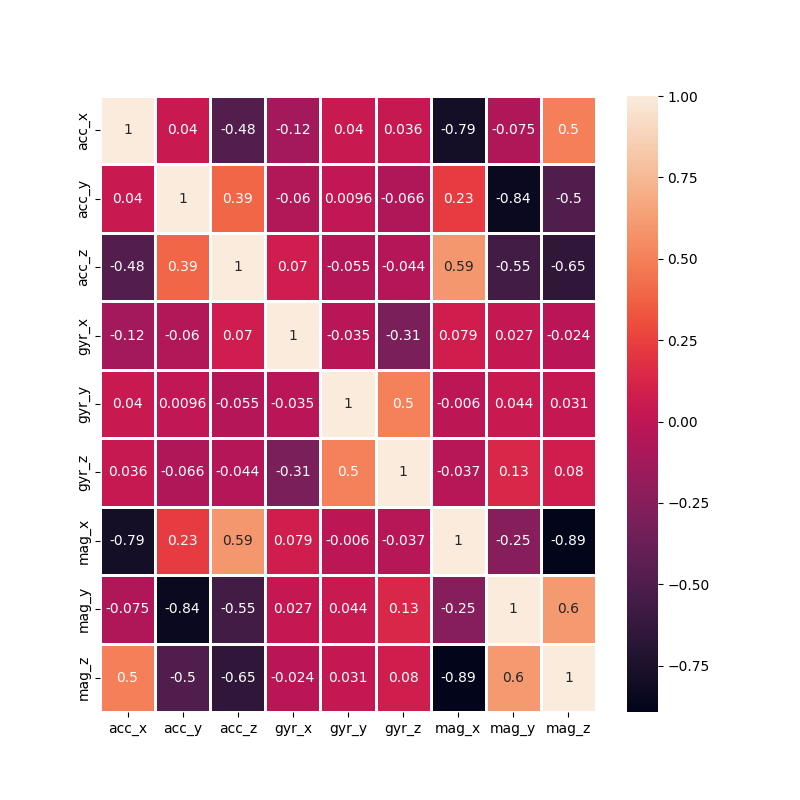 acc_x 1 0.04 -0.48 -0.12 0.04 0.036 -0.79 -0.075 0.5
acc_y 0.04 1 0.39 -0.06 0.0096 -0.066 0.23 -0.84 -0.5
acc_z -0.48 0.39 1 0.07 -0.055 -0.044 0.59 -0.55 -0.65
gyr_x -0.12 -0.06 0.07 1 -0.035 -0.31 0.079 0.027 -0.024
gyr_y 0.04 0.0096 -0.055 -0.035 1 0.5 -0.006 0.044 0.031
gyr_z 0.036 -0.066 -0.044 -0.31 0.5 1 -0.037 0.13 0.08
mag_x -0.79 0.23 0.59 0.079 -0.006 -0.037 1 -0.25 -0.89
mag_y -0.075 -0.84 -0.55 0.027 0.044 0.13 -0.25 1 0.6
mag_z 0.5 -0.5 -0.65 -0.024 0.031 0.08 -0.89 0.6 1
acc_x acc_y acc_z gyr_x gyr_y gyr_z mag_x mag_y mag_z
1.00
0.75
0.50
0.25
0.00
−0.25
−0.50
−0.75